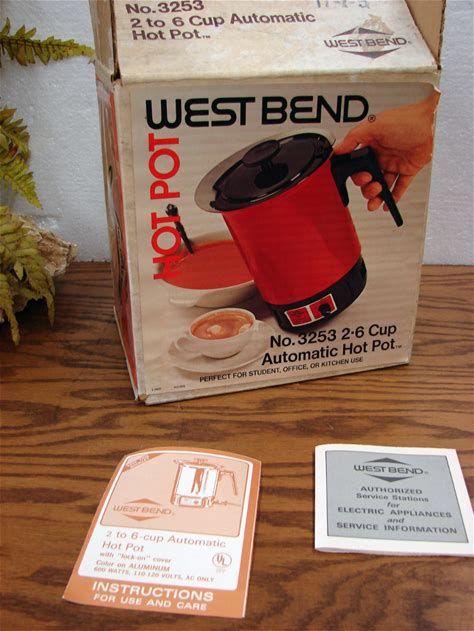 No.3253
2 to 6 Cup Automatic
Hot Pot™
WEST BEND
WEST BEND®
HOT POT
No. 3253 2-6 Cup
Automatic Hot Pot™
PERFECT FOR STUDENT, OFFICE, OR KITCHEN USE
WEST BEND
2 to 6-cup Automatic
Hot Pot
with "lock-on" cover
Color on ALUMINUM
600 WATTS, 110-120 VOLTS, AC ONLY
UL
INSTRUCTIONS
FOR USE AND CARE
WEST BEND
AUTHORIZED
Service Stations
for
ELECTRIC APPLIANCES
and
SERVICE INFORMATION